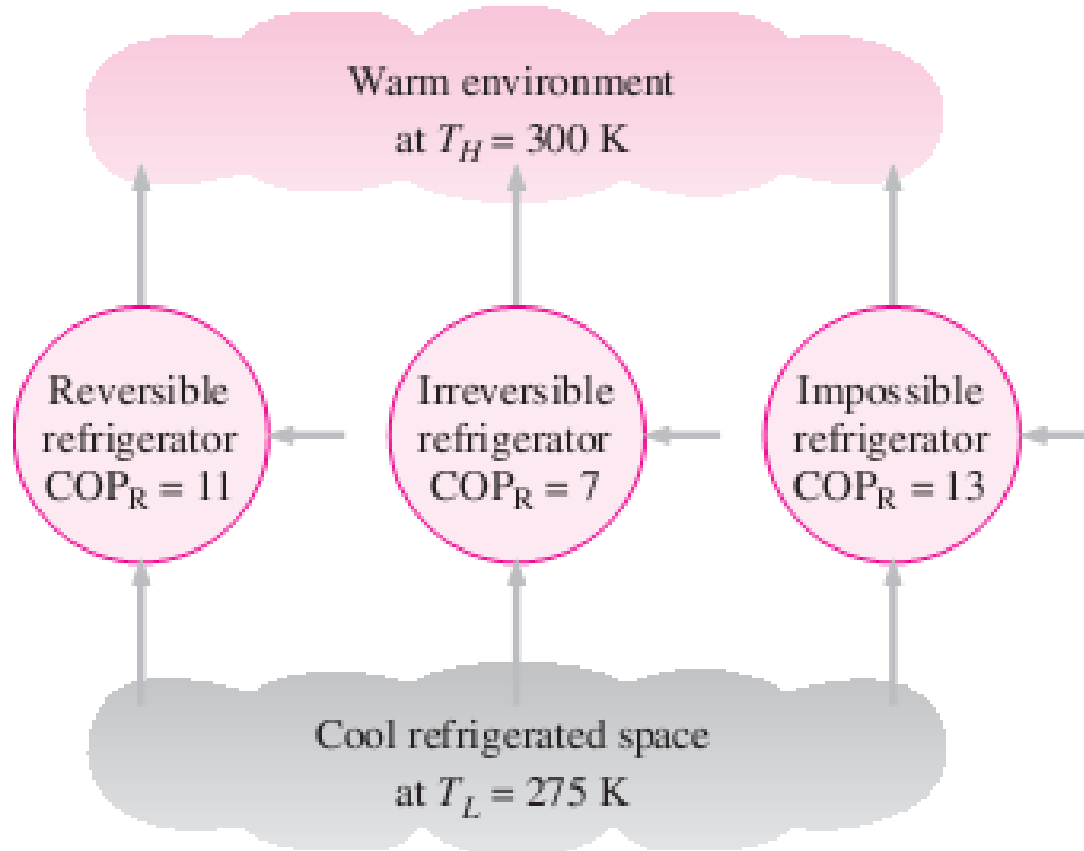 Warm environment
at T_H = 300 K
Reversible
refrigerator
COP_R = 11
Irreversible
refrigerator
COP_R = 7
Impossible
refrigerator
COP_R = 13
Cool refrigerated space
at T_L = 275 K